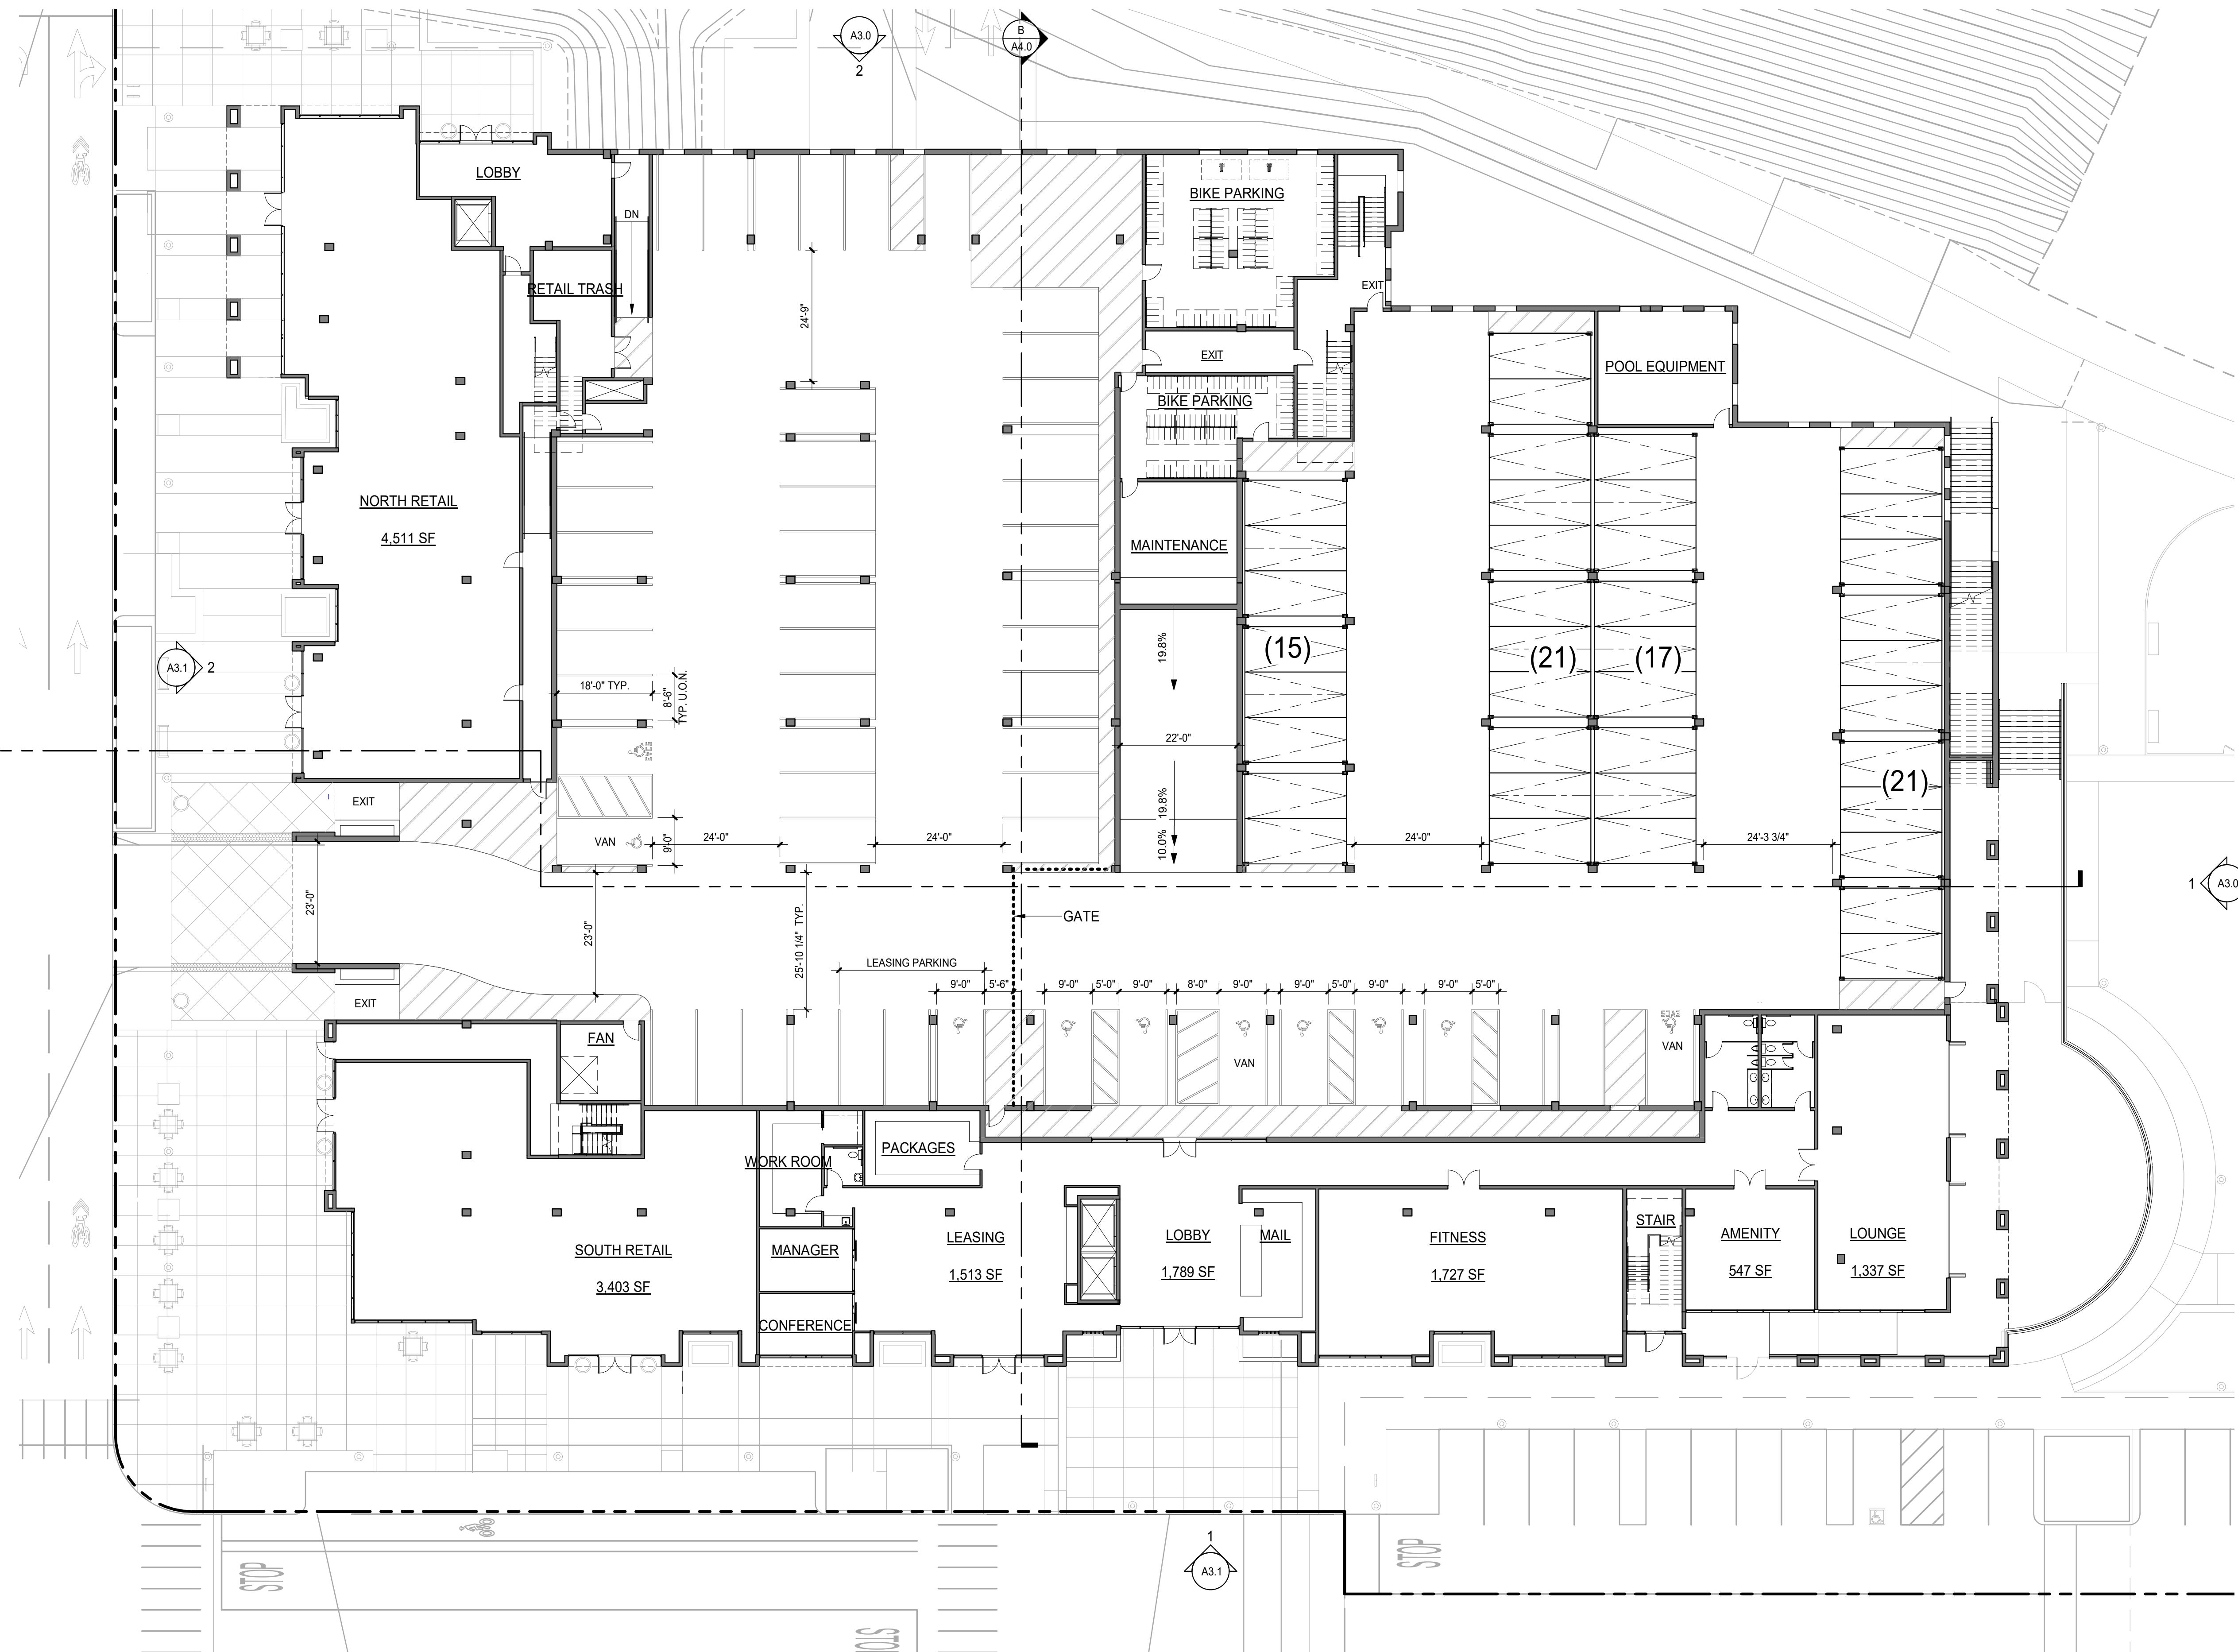 A3.0
2
B
A4.0
LOBBY
DN
RETAIL TRASH
24'-9"
BIKE PARKING
EXIT
EXIT
BIKE PARKING
POOL EQUIPMENT
NORTH RETAIL
4,511 SF
MAINTENANCE
19.8%
(15)
(21)
(17)
A3.1
2
18'-0" TYP.
8'-6"
TYP. U.O.N.
EVCS
22'-0"
19.8%
10.0%
(21)
EXIT
VAN
9'-0"
24'-0"
24'-0"
24'-0"
24'-3 3/4"
23'-0"
23'-0"
25'-10 1/4" TYP.
GATE
1
A3.0
LEASING PARKING
9'-0"
5'-6"
9'-0"
5'-0"
9'-0"
8'-0"
9'-0"
9'-0"
5'-0"
9'-0"
9'-0"
5'-0"
EXIT
FAN
VAN
EVCS
VAN
WORK ROOM
PACKAGES
SOUTH RETAIL
3,403 SF
MANAGER
CONFERENCE
LEASING
1,513 SF
LOBBY
1,789 SF
MAIL
FITNESS
1,727 SF
STAIR
AMENITY
547 SF
LOUNGE
1,337 SF
STOP
STOP
1
A3.1
STOP